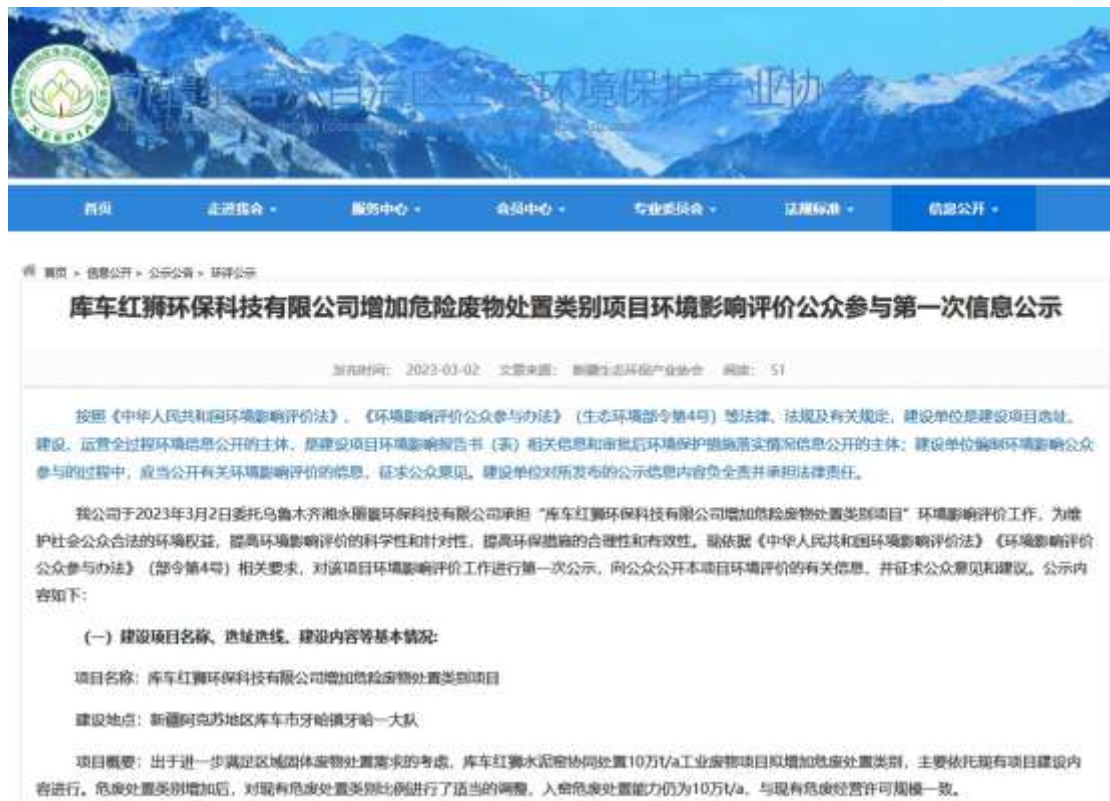 新疆维吾尔自治区生态环境保护产业协会
XEEPIA
首页 走进我会 服务中心 会员中心 专业委员会 法规标准 信息公开
首页 > 信息公开 > 公示公告 > 环评公示
库车红狮环保科技有限公司增加危险废物处置类别项目环境影响评价公众参与第一次信息公示
发布时间: 2023-03-02 文章来源: 新疆生态环保产业协会 阅读: 51
按照《中华人民共和国环境影响评价法》、《环境影响评价公众参与办法》(生态环境部令第4号)等法律、法规及有关规定,建设单位是建设项目选址、
建设、运营全过程环境信息公开的主体,是建设项目环境影响报告书(表)相关信息和审批后环境保护措施落实情况信息公开的主体;建设单位编制环境影响公众
参与的过程中,应当公开有关环境影响评价的信息,征求公众意见。建设单位对所发布的公示信息内容负全责并承担法律责任。
我公司于2023年3月2日委托乌鲁木齐湘永丽景环保科技有限公司承担“库车红狮环保科技有限公司增加危险废物处置类别项目”环境影响评价工作,为维
护社会公众合法的环境权益,提高环境影响评价的科学性和针对性,提高环保措施的合理性和有效性。现依据《中华人民共和国环境影响评价法》《环境影响评价
公众参与办法》(部令第4号)相关要求,对该项目环境影响评价工作进行第一次公示,向公众公开本项目环境评价的有关信息,并征求公众意见和建议。公示内
容如下:
(一)建设项目名称、选址选线、建设内容等基本情况:
项目名称:库车红狮环保科技有限公司增加危险废物处置类别项目
建设地点:新疆阿克苏地区库车市牙哈镇牙哈一大队
项目概要:出于进一步满足区域固体废物处置需求的考虑,库车红狮水泥窑协同处置10万t/a工业废物项目拟增加危废处置类别,主要依托现有项目建设内
容进行。危废处置类别增加后,对现有危废处置类别比例进行了适当的调整,入窑危废处置能力仍为10万t/a,与现有危废经营许可规模一致。